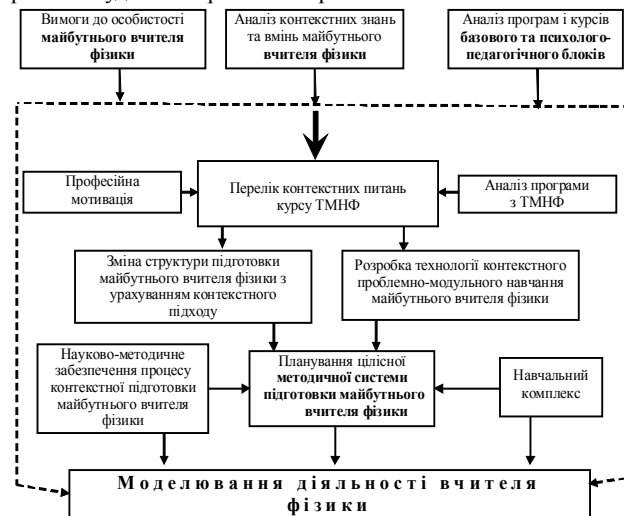 Вимоги до особистості
майбутнього вчителя
фізики
Аналіз контекстних знань
та вмінь майбутнього
вчителя фізики
Аналіз програм і курсів
базового та психолого-
педагогічного блоків
Професійна
мотивація
Перелік контекстних питань
курсу ТМНФ
Аналіз програми
з ТМНФ
Зміна структури підготовки
майбутнього вчителя фізики з
урахуванням контекстного
підходу
Розробка технології контекстного
проблемно-модульного навчання
майбутнього вчителя фізики
Науково-методичне
забезпечення процесу
контекстної підготовки
майбутнього вчителя
фізики
Планування цілісної
методичної системи
підготовки майбутнього
вчителя фізики
Навчальний
комплекс
Моделювання діяльності вчителя
фізики